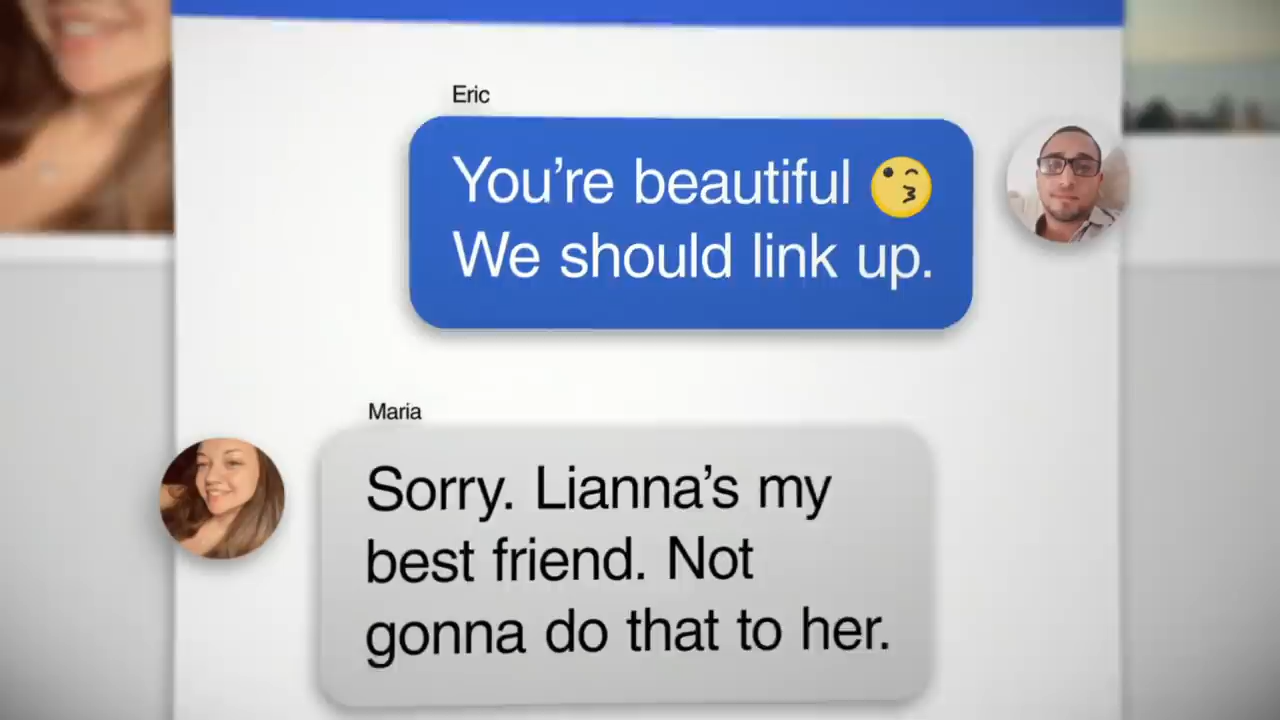 Eric
You’re beautiful 😗
We should link up.
Maria
Sorry. Lianna’s my
best friend. Not
gonna do that to her.